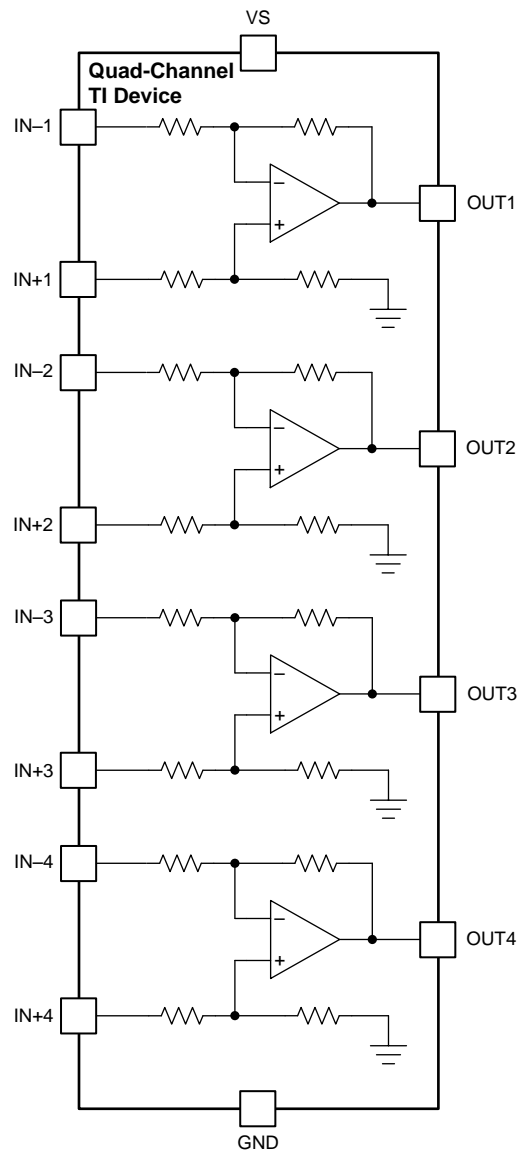 VS
Quad-Channel
TI Device
IN–1
−
+
OUT1
IN+1
IN–2
−
+
OUT2
IN+2
IN–3
−
+
OUT3
IN+3
IN–4
−
+
OUT4
IN+4
GND